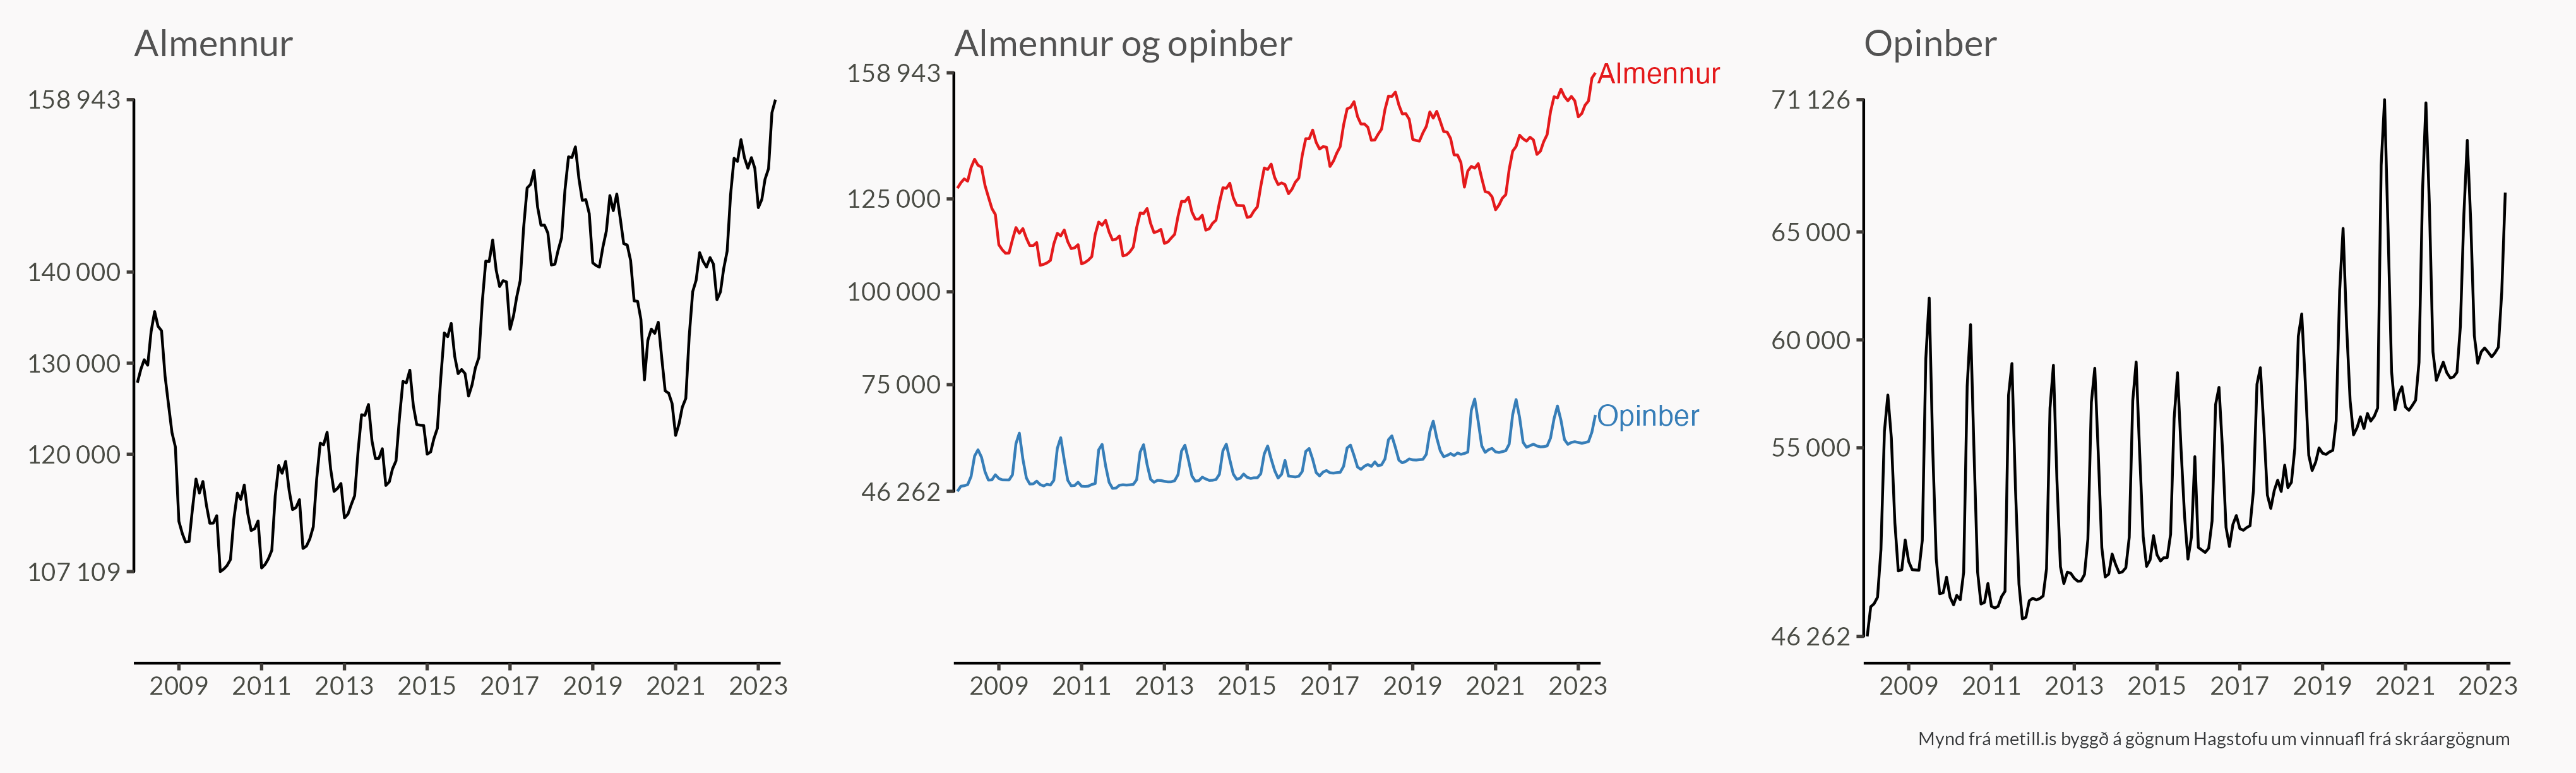 Almennur
158 943
140 000
130 000
120 000
107 109
2009 2011 2013 2015 2017 2019 2021 2023
Almennur og opinber
158 943
125 000
100 000
75 000
46 262
Almennur
Opinber
2009 2011 2013 2015 2017 2019 2021 2023
Opinber
71 126
65 000
60 000
55 000
46 262
2009 2011 2013 2015 2017 2019 2021 2023
Mynd frá metill.is byggð á gögnum Hagstofu um vinnuafl frá skráargögnum